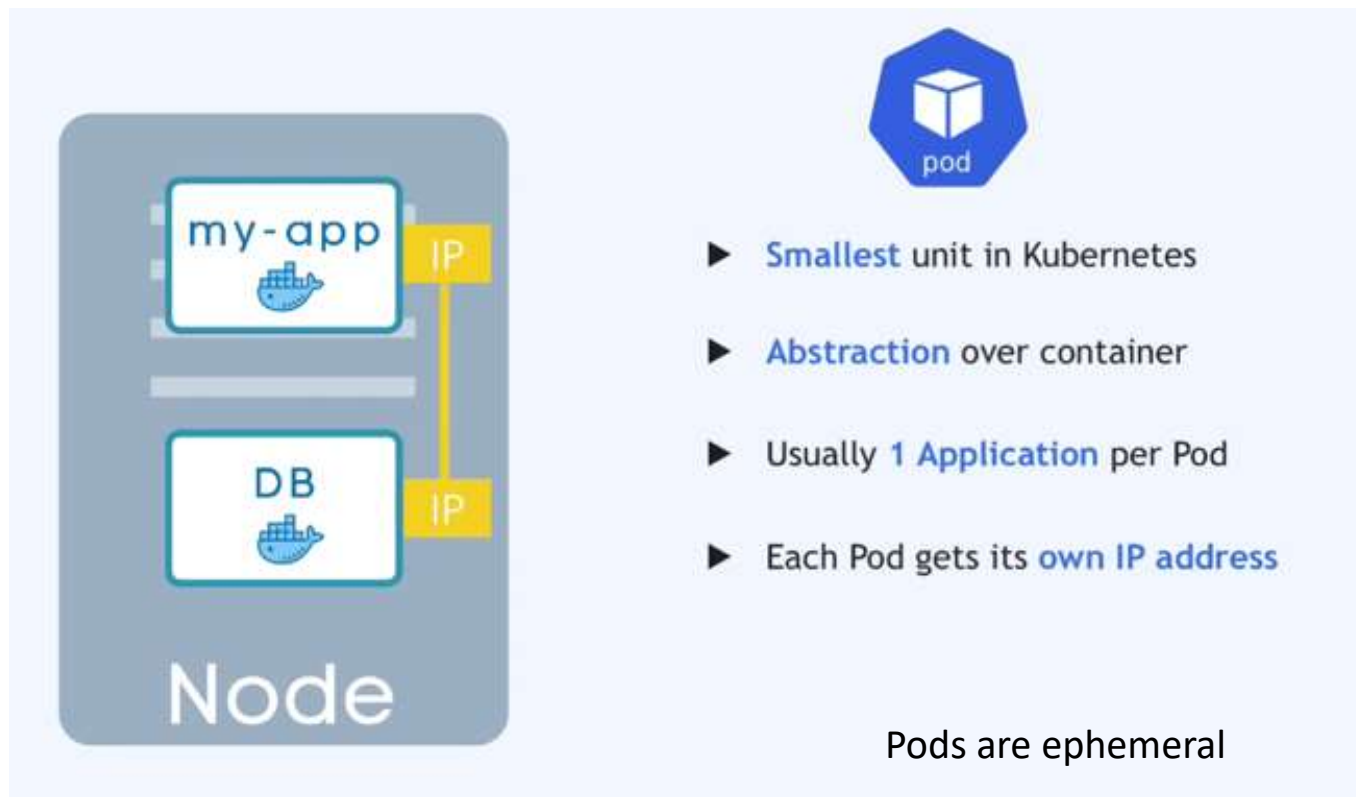 my-app
IP
DB
IP
Node
pod
▶ Smallest unit in Kubernetes
▶ Abstraction over container
▶ Usually 1 Application per Pod
▶ Each Pod gets its own IP address
Pods are ephemeral